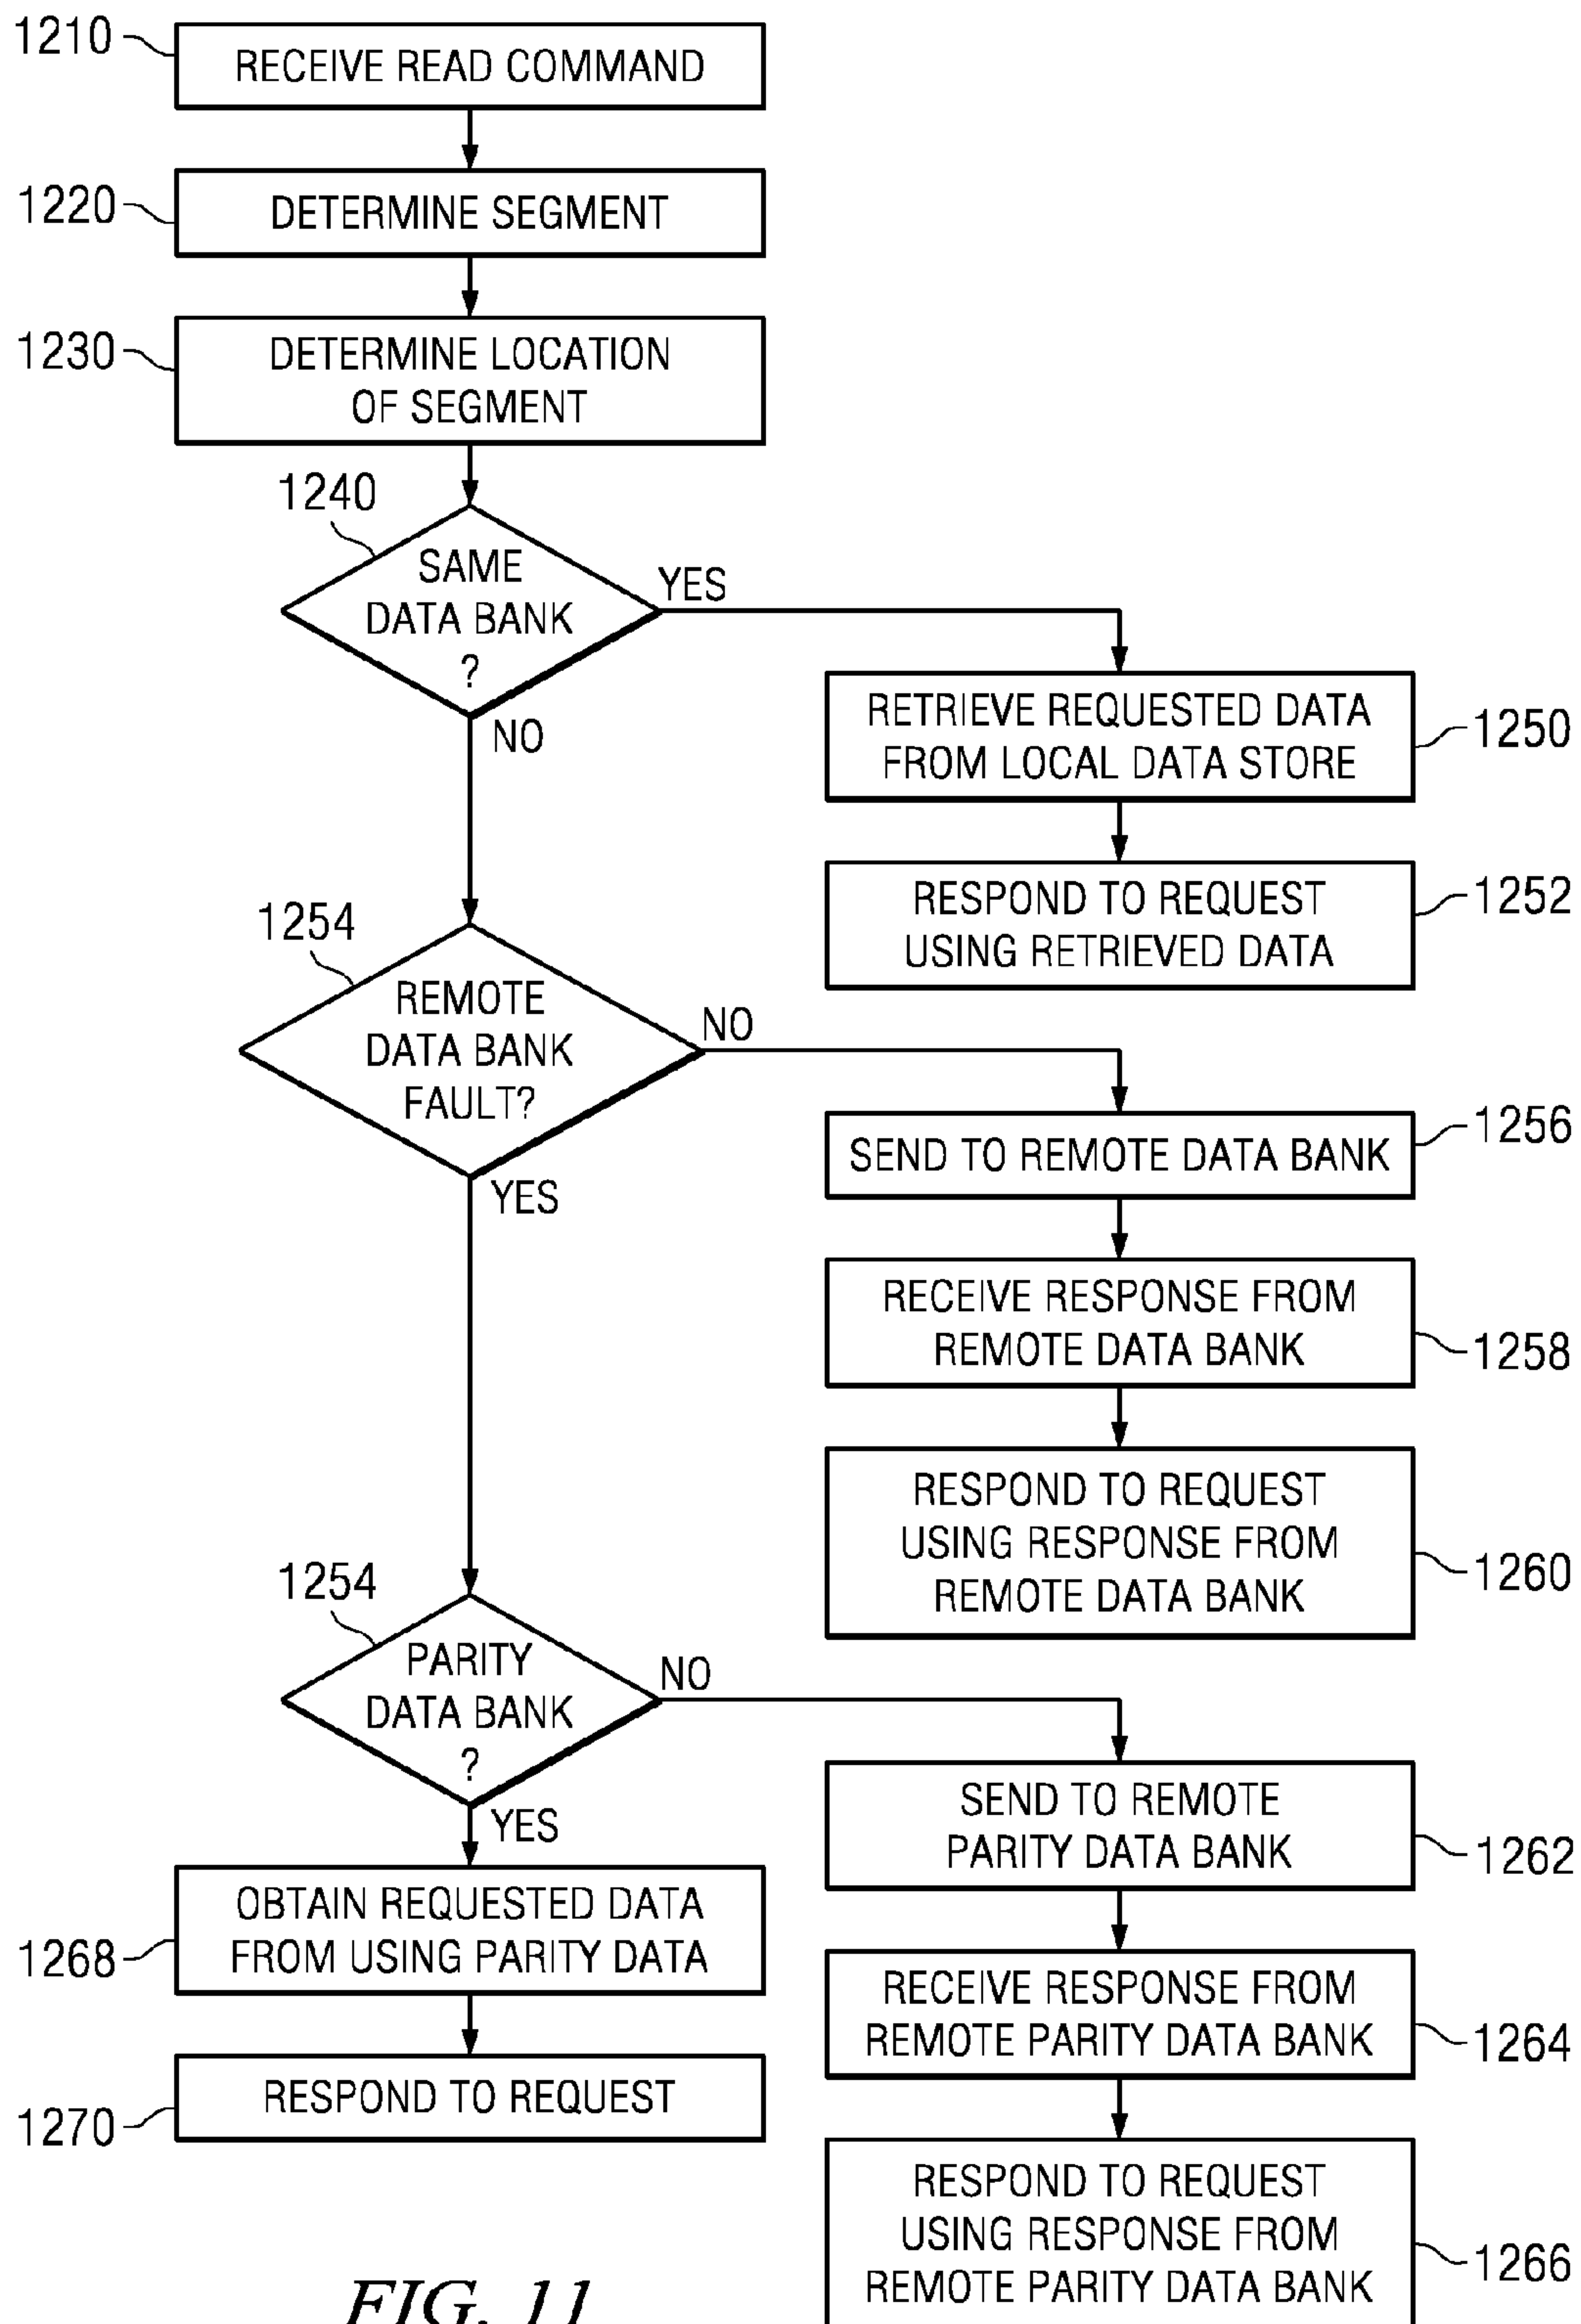 1210
RECEIVE READ COMMAND
1220
DETERMINE SEGMENT
1230
DETERMINE LOCATION
OF SEGMENT
1240
SAME
DATA BANK
?
YES
NO
RETRIEVE REQUESTED DATA
FROM LOCAL DATA STORE
1250
RESPOND TO REQUEST
USING RETRIEVED DATA
1252
1254
REMOTE
DATA BANK
FAULT?
NO
YES
SEND TO REMOTE DATA BANK
1256
RECEIVE RESPONSE FROM
REMOTE DATA BANK
1258
RESPOND TO REQUEST
USING RESPONSE FROM
REMOTE DATA BANK
1260
1254
PARITY
DATA BANK
?
NO
YES
SEND TO REMOTE
PARITY DATA BANK
1262
OBTAIN REQUESTED DATA
FROM USING PARITY DATA
1268
RECEIVE RESPONSE FROM
REMOTE PARITY DATA BANK
1264
RESPOND TO REQUEST
1270
RESPOND TO REQUEST
USING RESPONSE FROM
REMOTE PARITY DATA BANK
1266
FIG. 11